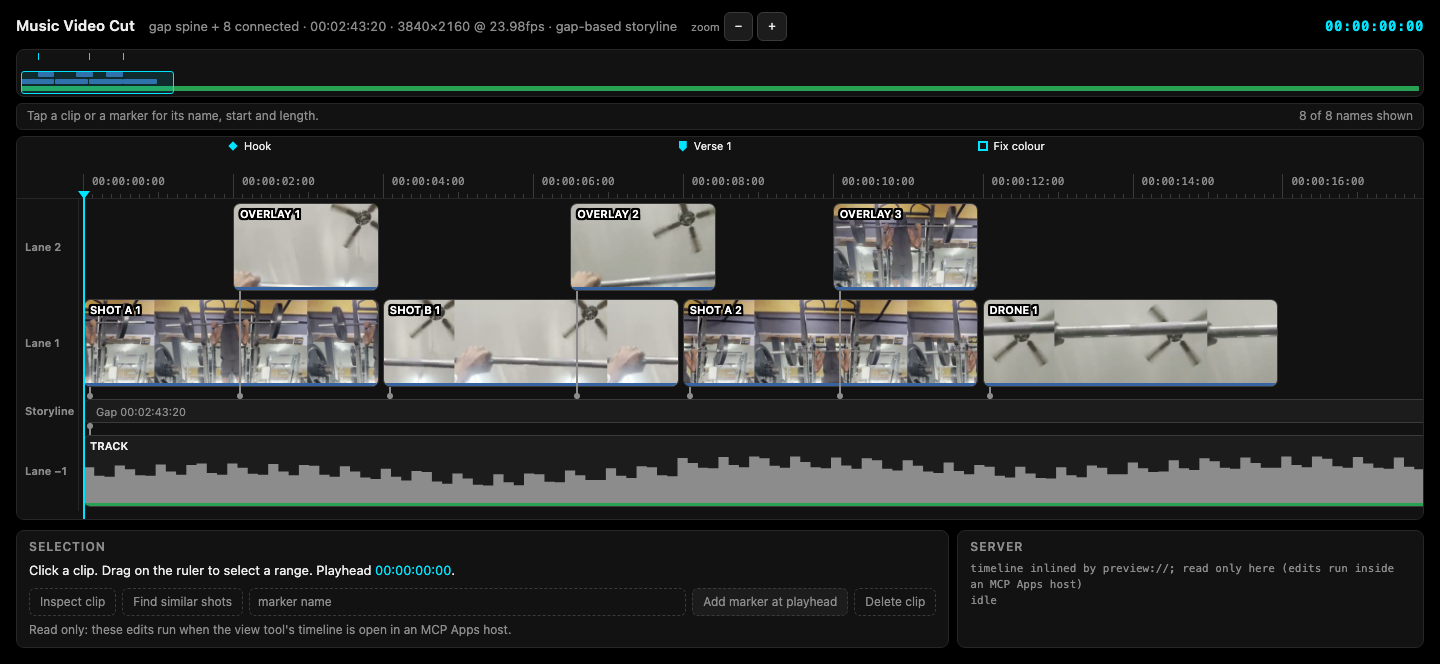 Music Video Cut gap spine + 8 connected · 00:02:43:20 · 3840×2160 @ 23.98fps · gap-based storyline zoom − + 00:00:00:00
Tap a clip or a marker for its name, start and length. 8 of 8 names shown
Hook Verse 1 Fix colour
00:00:00:00 00:00:02:00 00:00:04:00 00:00:06:00 00:00:08:00 00:00:10:00 00:00:12:00 00:00:14:00 00:00:16:00
OVERLAY 1 OVERLAY 2 OVERLAY 3
Lane 2
SHOT A 1 SHOT B 1 SHOT A 2 DRONE 1
Lane 1
Storyline Gap 00:02:43:20
TRACK
Lane −1
SELECTION
Click a clip. Drag on the ruler to select a range. Playhead 00:00:00:00.
Inspect clip Find similar shots marker name Add marker at playhead Delete clip
Read only: these edits run when the view tool's timeline is open in an MCP Apps host.
SERVER
timeline inlined by preview://; read only here (edits run inside
an MCP Apps host)
idle